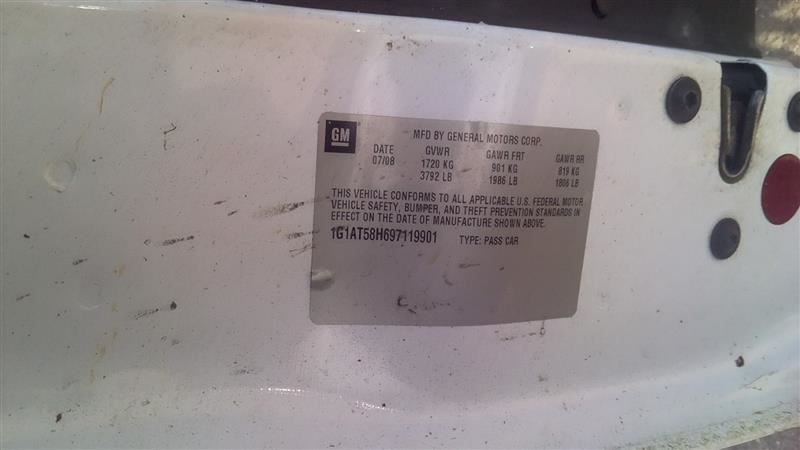 GM
MFD BY GENERAL MOTORS CORP.
DATE GVWR GAWR FRT GAWR RR
07/08 1720 KG 901 KG 819 KG
3792 LB 1986 LB 1806 LB
THIS VEHICLE CONFORMS TO ALL APPLICABLE U.S. FEDERAL MOTOR
VEHICLE SAFETY, BUMPER, AND THEFT PREVENTION STANDARDS IN
EFFECT ON THE DATE OF MANUFACTURE SHOWN ABOVE.
1G1AT58H697119901 TYPE: PASS CAR